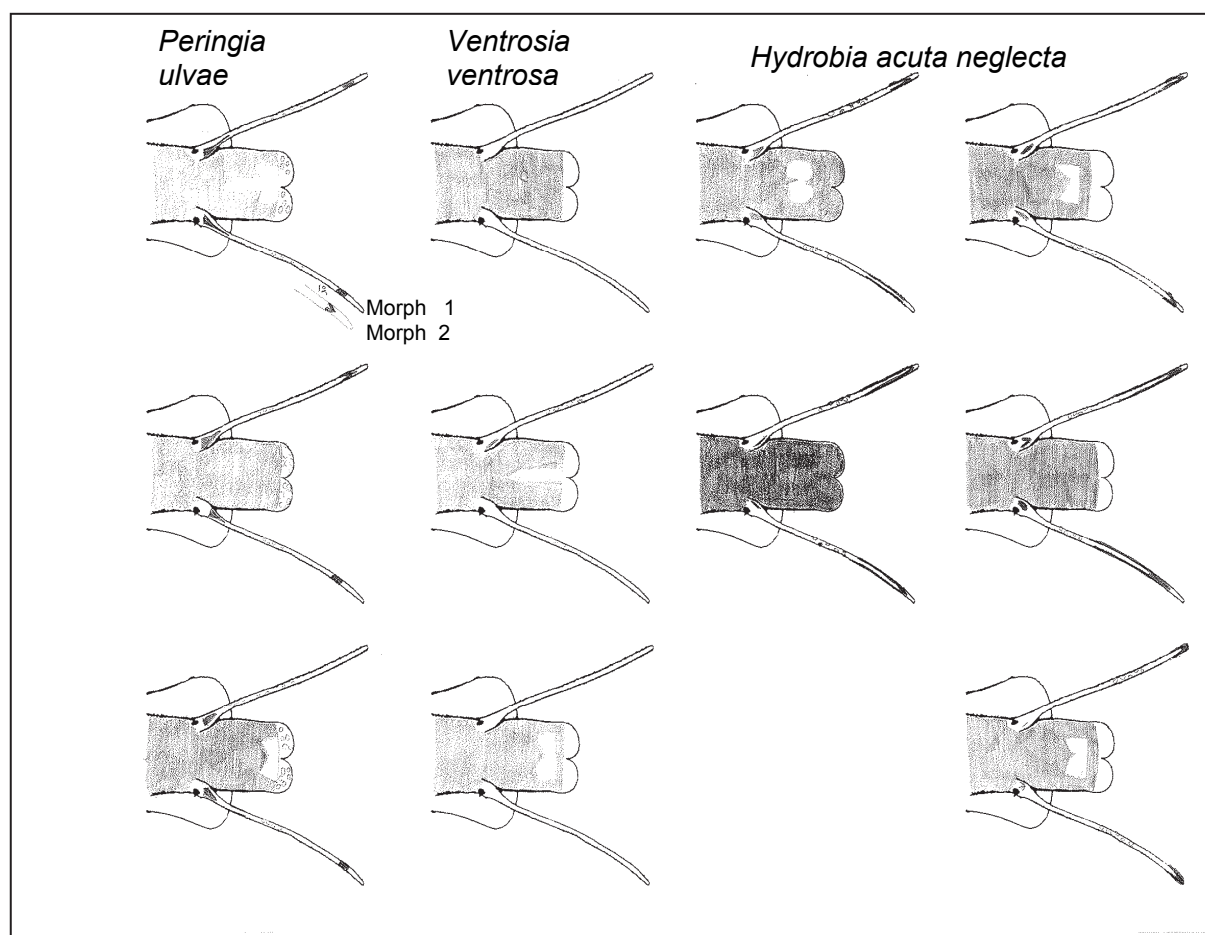 Peringia
ulvae
Ventrosia
ventrosa
Hydrobia acuta neglecta
Morph 1
Morph 2